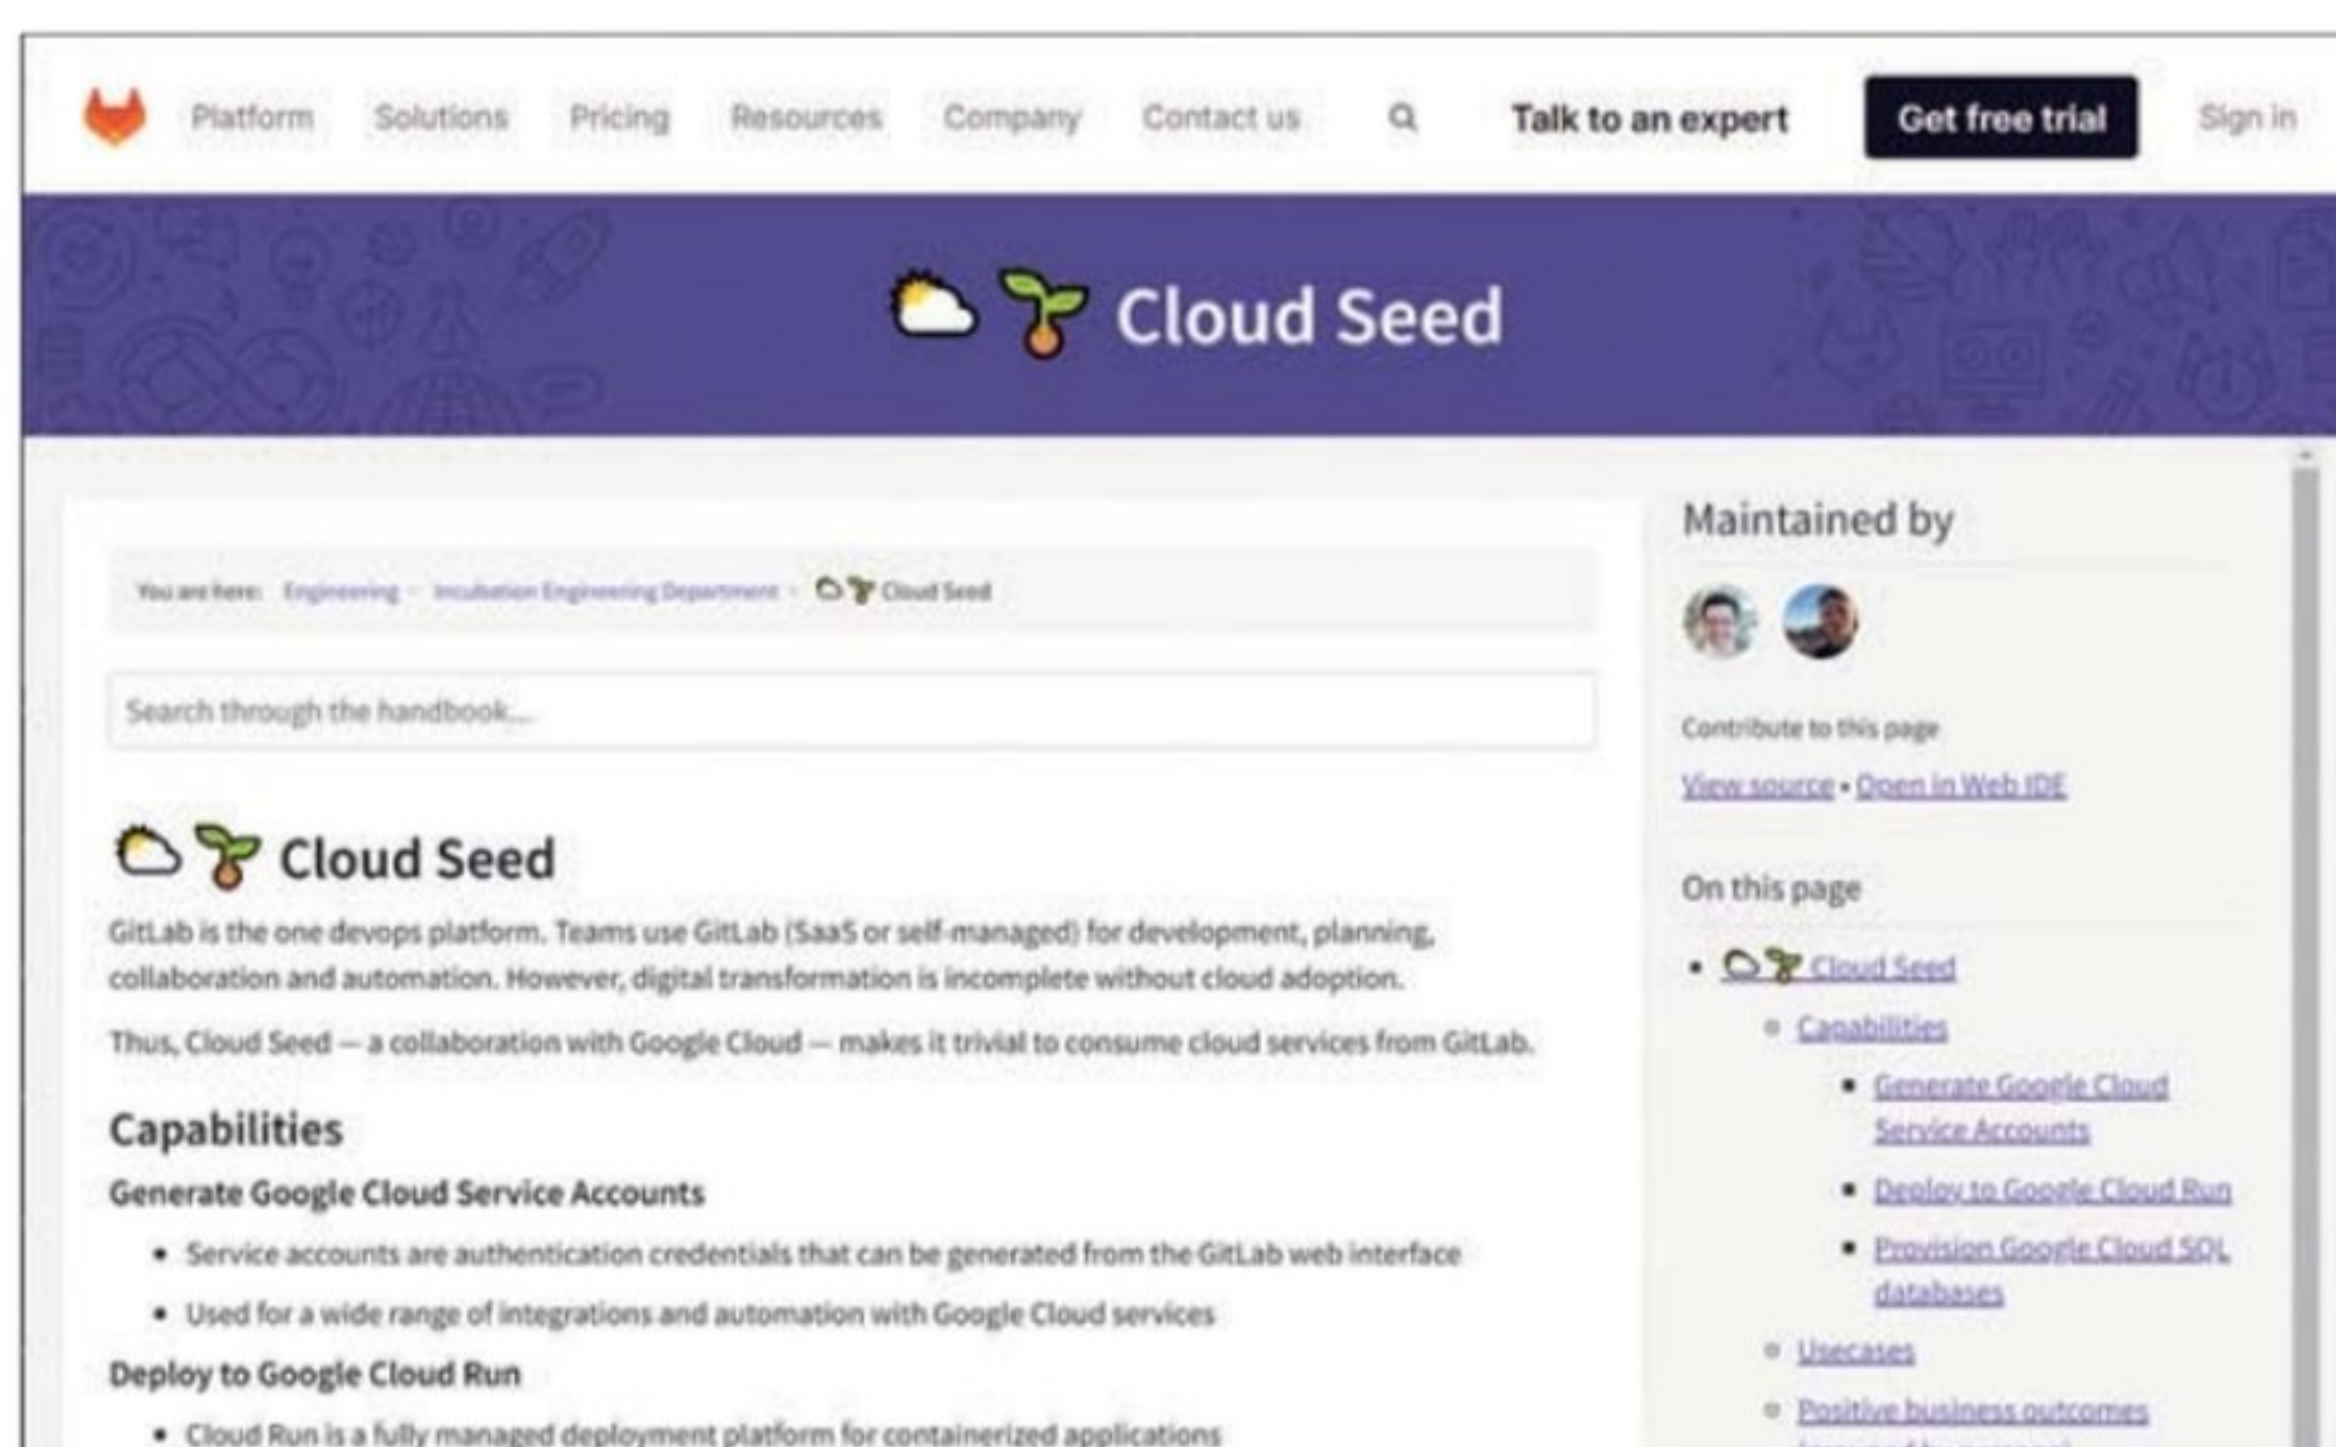 Platform Solutions Pricing Resources Company Contact us Talk to an expert Get free trial Sign in
Cloud Seed
You are here: Engineering Incubation Engineering Department Cloud Seed
Search through the handbook...
Cloud Seed
GitLab is the one devops platform. Teams use GitLab (SaaS or self-managed) for development, planning,
collaboration and automation. However, digital transformation is incomplete without cloud adoption.
Thus, Cloud Seed — a collaboration with Google Cloud — makes it trivial to consume cloud services from GitLab.
Capabilities
Generate Google Cloud Service Accounts
• Service accounts are authentication credentials that can be generated from the GitLab web interface
• Used for a wide range of integrations and automation with Google Cloud services
Deploy to Google Cloud Run
• Cloud Run is a fully managed deployment platform for containerized applications
Maintained by
Contribute to this page
View source • Open in Web IDE
On this page
• Cloud Seed
Capabilities
Generate Google Cloud
Service Accounts
Deploy to Google Cloud Run
Provision Google Cloud SQL
databases
Usecases
Positive business outcomes